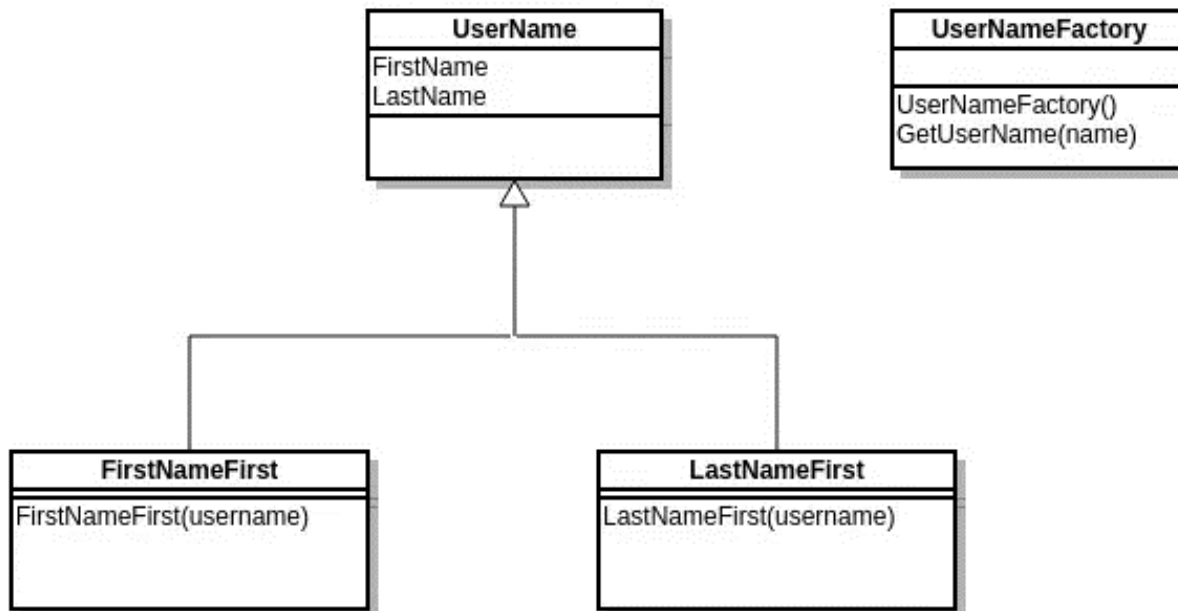 UserName
FirstName
LastName
UserNameFactory
UserNameFactory()
GetUserName(name)
FirstNameFirst
FirstNameFirst(username)
LastNameFirst
LastNameFirst(username)